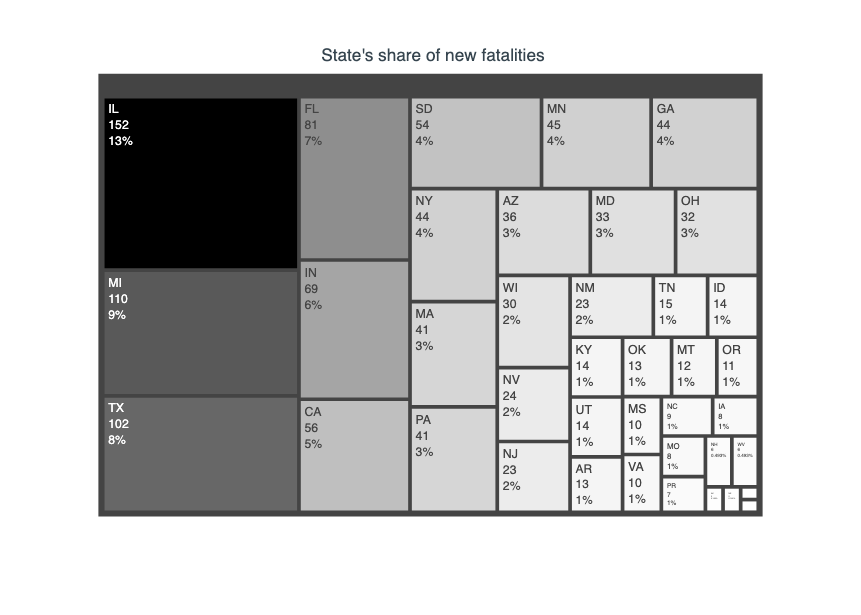 State's share of new fatalities
IL
152
13%
MI
110
9%
TX
102
8%
FL
81
7%
IN
69
6%
CA
56
5%
SD
54
4%
MN
45
4%
GA
44
4%
NY
44
4%
MA
41
3%
PA
41
3%
AZ
36
3%
MD
33
3%
OH
32
3%
WI
30
2%
NV
24
2%
NJ
23
2%
NM
23
2%
TN
15
1%
ID
14
1%
KY
14
1%
OK
13
1%
MT
12
1%
OR
11
1%
UT
14
1%
AR
13
1%
MS
10
1%
VA
10
1%
NC
9
1%
IA
8
1%
MO
8
1%
PR
7
1%
NH
6
0.493%
WV
6
0.493%